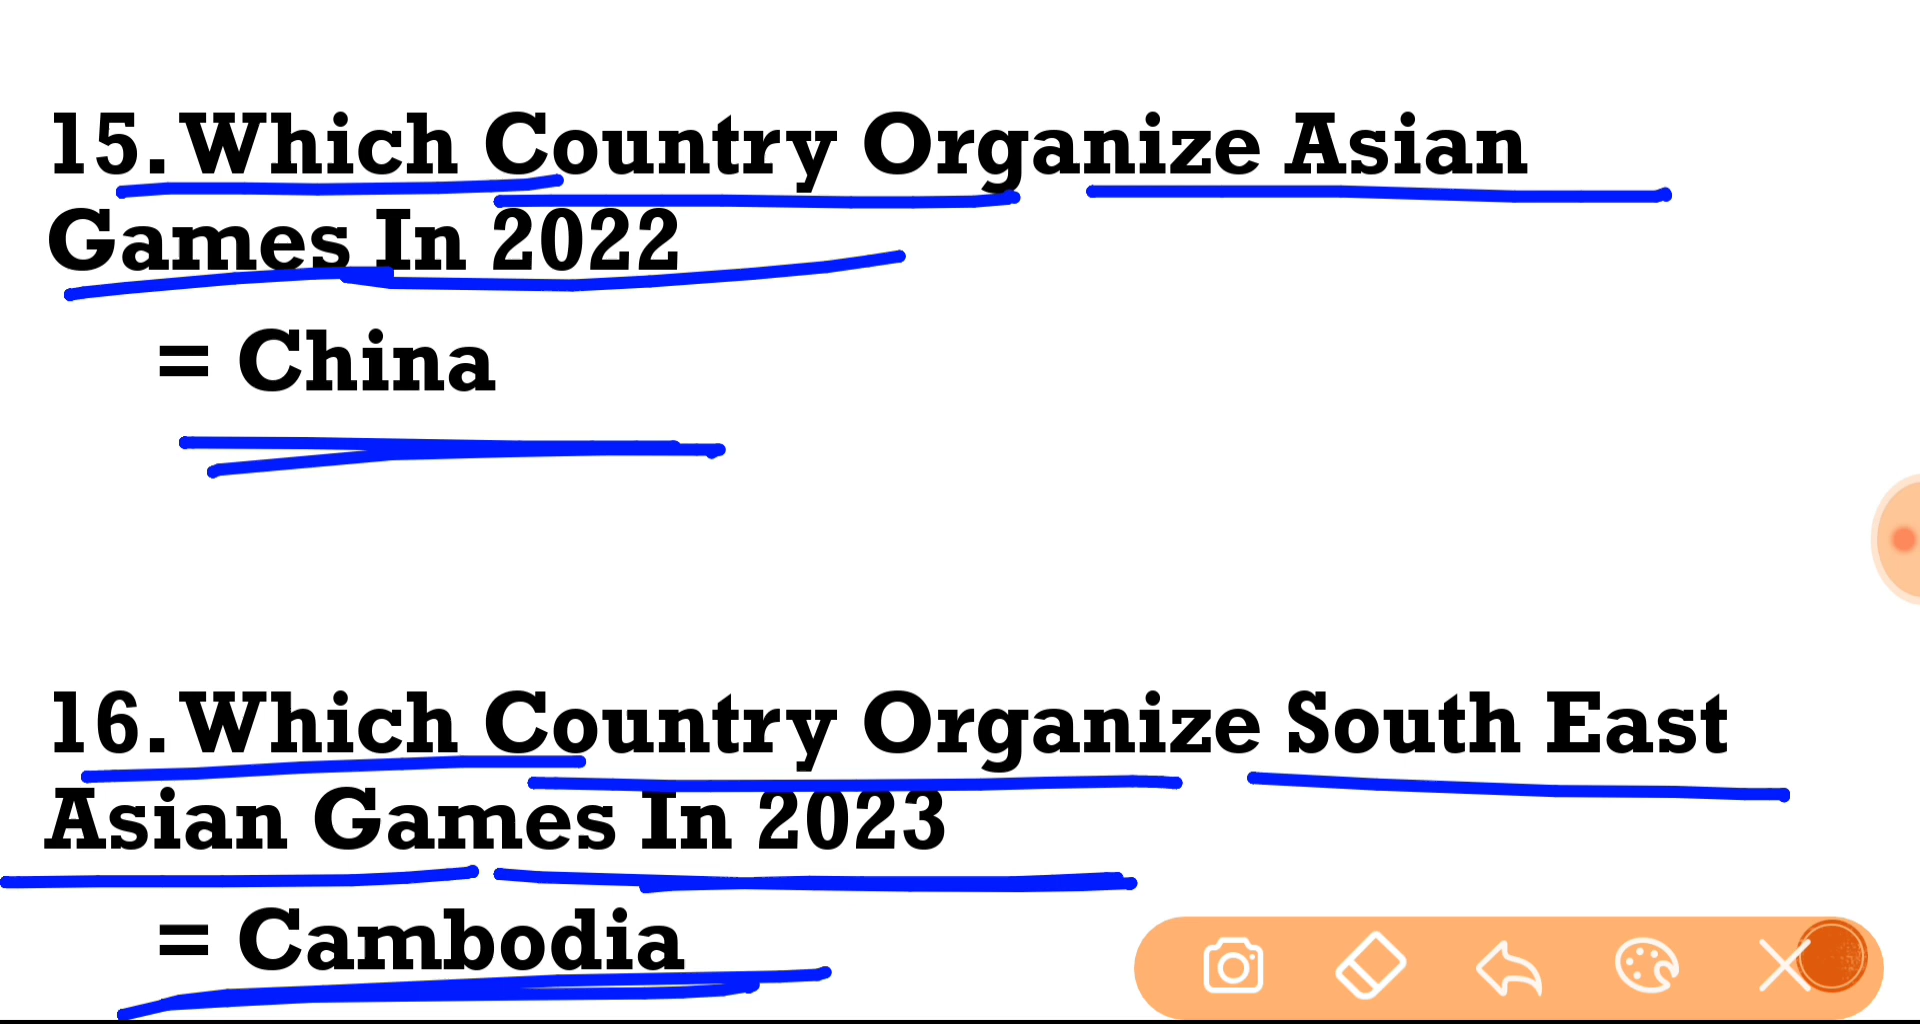 15. Which Country Organize Asian
Games In 2022
= China
16. Which Country Organize South East
Asian Games In 2023
= Cambodia